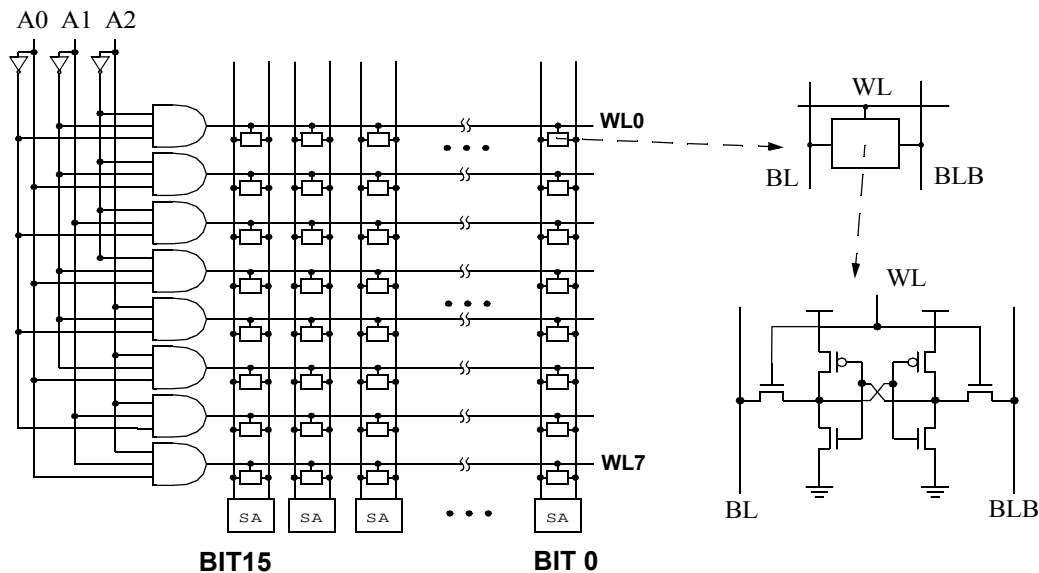 A0 A1 A2
WL0
WL
BL
BLB
WL
WL7
SA SA SA SA
BL
BLB
BIT15
BIT 0